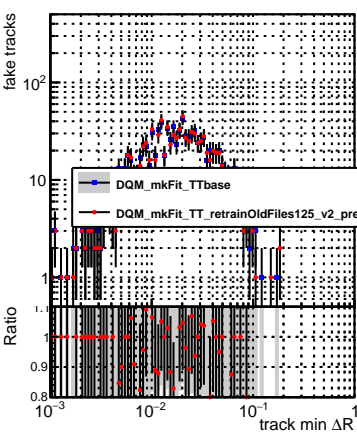 fake tracks
10²
10
1
DQM_mkFit_TTbase
DQM_mkFit_TT_retrainOldFiles125_v2_pre
Ratio
1.1
1
0.9
0.8
10⁻³
10⁻²
10⁻¹
1
track min ΔR